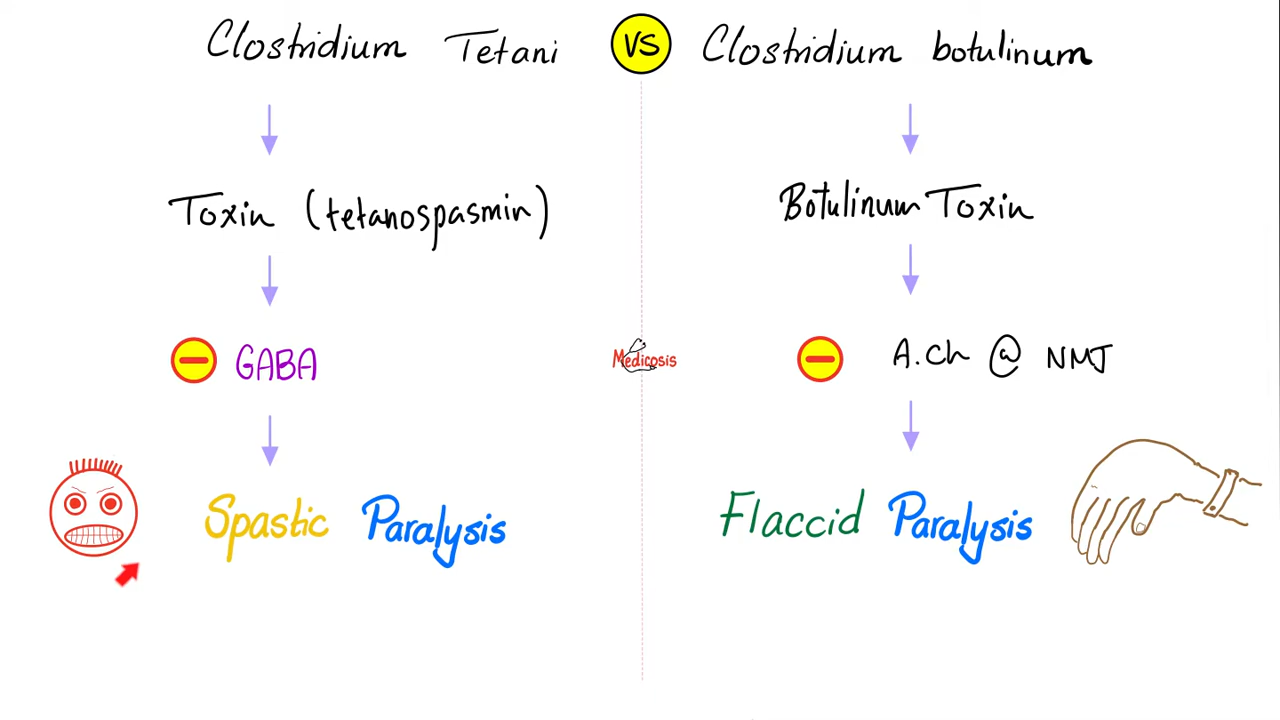 Clostridium Tetani
VS
Clostridium botulinum
Toxin (tetanospasmin)
Botulinum Toxin
GABA
Medicosis
A.Ch @ NMJ
Spastic Paralysis
Flaccid Paralysis